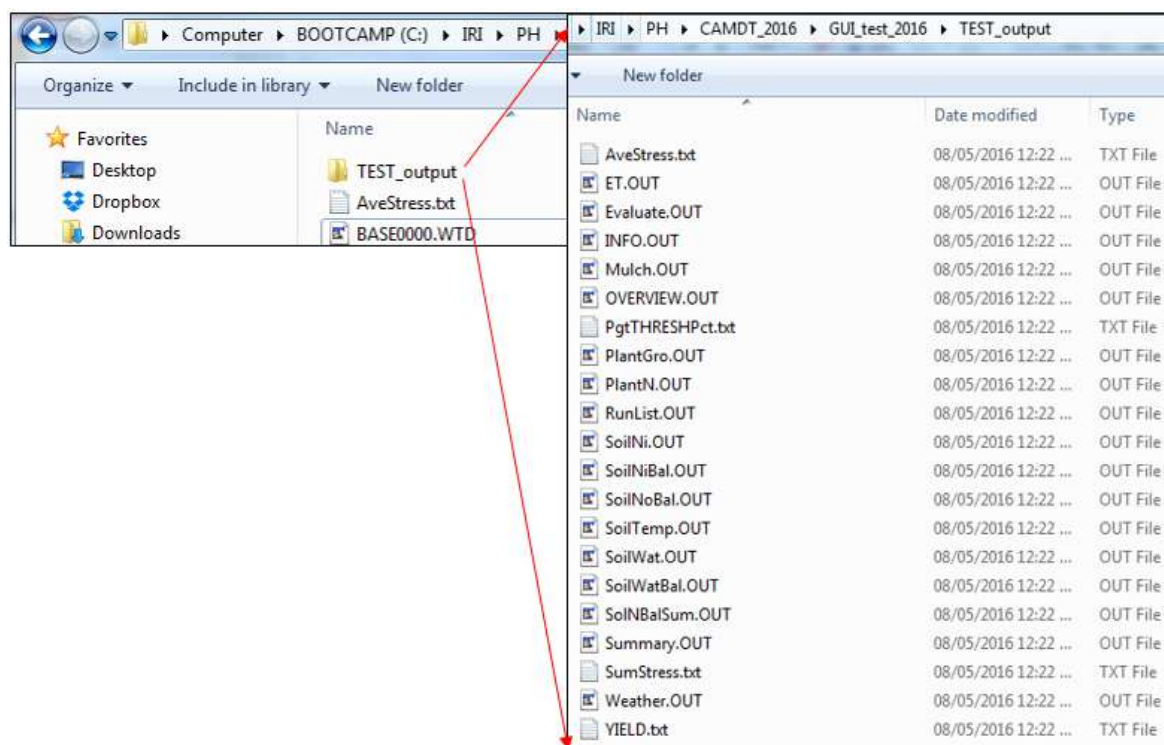 Computer ▸ BOOTCAMP (C:) ▸ IRI ▸ PH
Organize ▾ Include in library ▾ New folder
Favorites
Desktop
Dropbox
Downloads
Name
TEST_output
AveStress.txt
BASE0000.WTD
▸ IRI ▸ PH ▸ CAMDT_2016 ▸ GUI_test_2016 ▸ TEST_output
New folder
Name Date modified Type
AveStress.txt 08/05/2016 12:22 ... TXT File
ET.OUT 08/05/2016 12:22 ... OUT File
Evaluate.OUT 08/05/2016 12:22 ... OUT File
INFO.OUT 08/05/2016 12:22 ... OUT File
Mulch.OUT 08/05/2016 12:22 ... OUT File
OVERVIEW.OUT 08/05/2016 12:22 ... OUT File
PgtTHRESHPct.txt 08/05/2016 12:22 ... TXT File
PlantGro.OUT 08/05/2016 12:22 ... OUT File
PlantN.OUT 08/05/2016 12:22 ... OUT File
RunList.OUT 08/05/2016 12:22 ... OUT File
SoilNi.OUT 08/05/2016 12:22 ... OUT File
SoilNiBal.OUT 08/05/2016 12:22 ... OUT File
SoilNoBal.OUT 08/05/2016 12:22 ... OUT File
SoilTemp.OUT 08/05/2016 12:22 ... OUT File
SoilWat.OUT 08/05/2016 12:22 ... OUT File
SoilWatBal.OUT 08/05/2016 12:22 ... OUT File
SolNBalSum.OUT 08/05/2016 12:22 ... OUT File
Summary.OUT 08/05/2016 12:22 ... OUT File
SumStress.txt 08/05/2016 12:22 ... TXT File
Weather.OUT 08/05/2016 12:22 ... OUT File
YIELD.txt 08/05/2016 12:22 ... TXT File